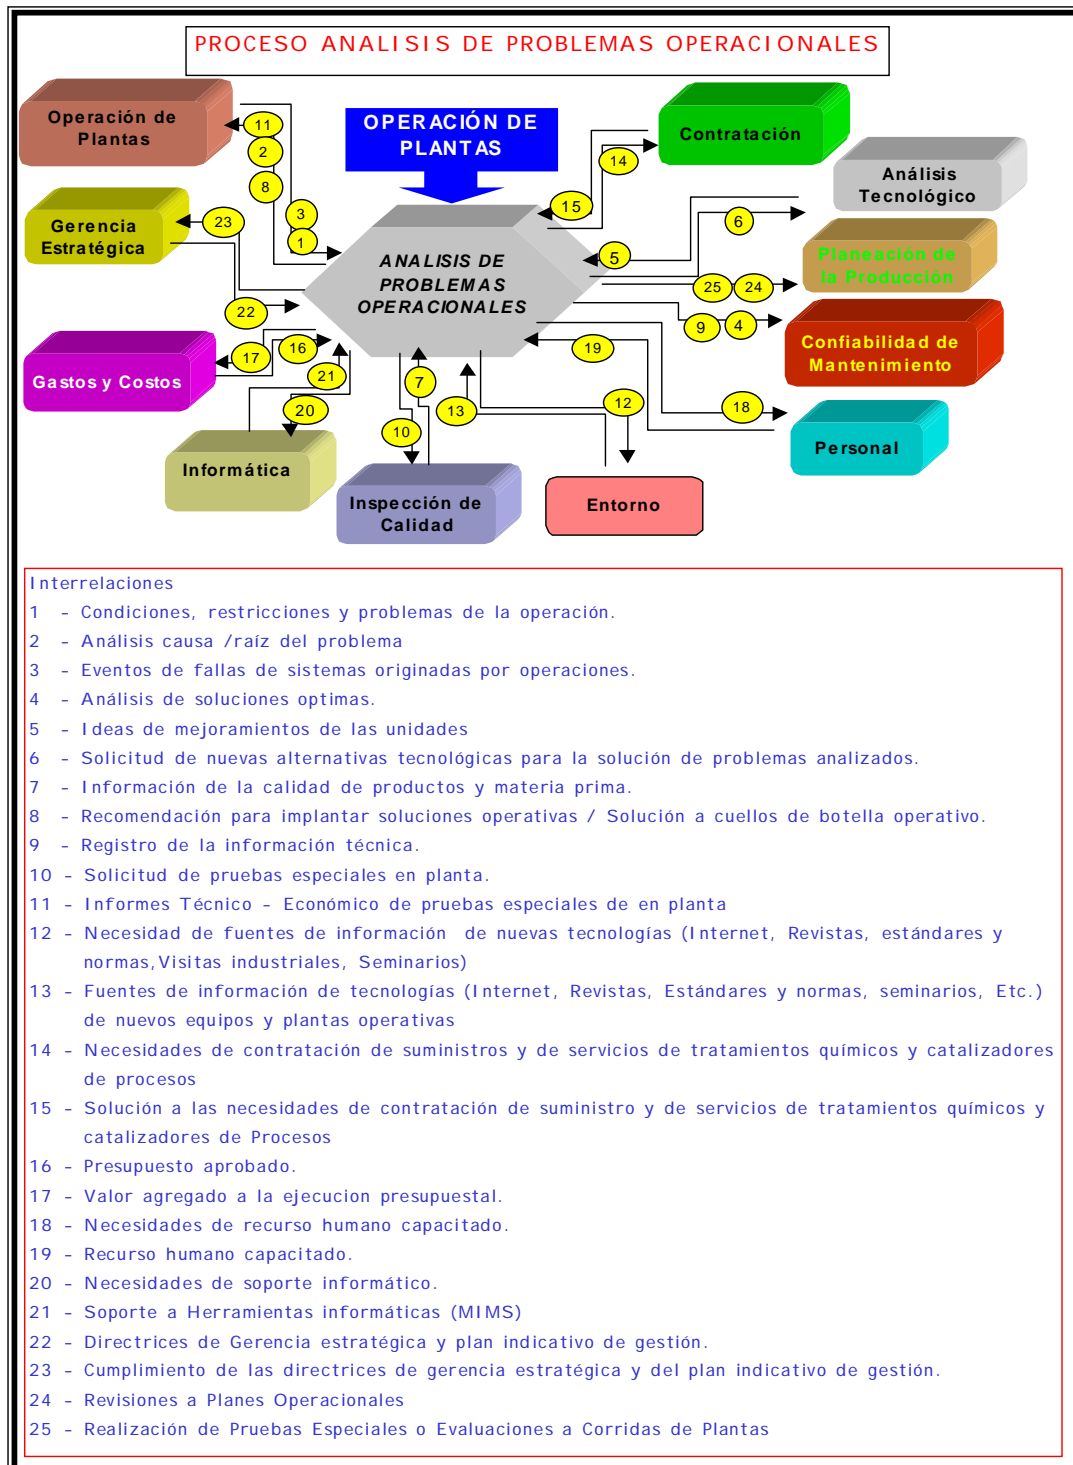 PROCESO ANALISIS DE PROBLEMAS OPERACIONALES
Operación de
Plantas
OPERACIÓN DE
PLANTAS
Contratación
Análisis
Tecnológico
Gerencia
Estratégica
Planeación de
la Producción
ANALISIS DE
PROBLEMAS
OPERACIONALES
Confiabilidad de
Mantenimiento
Gastos y Costos
Personal
Informática
Inspección de
Calidad
Entorno
11
2
8
3
1
23
22
17
16
21
20
10
7
13
12
19
18
9
4
25
24
5
6
15
14
Interrelaciones
1 – Condiciones, restricciones y problemas de la operación.
2 – Análisis causa /raíz del problema
3 – Eventos de fallas de sistemas originadas por operaciones.
4 – Análisis de soluciones optimas.
5 – Ideas de mejoramientos de las unidades
6 – Solicitud de nuevas alternativas tecnológicas para la solución de problemas analizados.
7 – Información de la calidad de productos y materia prima.
8 – Recomendación para implantar soluciones operativas / Solución a cuellos de botella operativo.
9 – Registro de la información técnica.
10 – Solicitud de pruebas especiales en planta.
11 – Informes Técnico – Económico de pruebas especiales de en planta
12 – Necesidad de fuentes de información de nuevas tecnologías (Internet, Revistas, estándares y
normas,Visitas industriales, Seminarios)
13 – Fuentes de información de tecnologías (Internet, Revistas, Estándares y normas, seminarios, Etc.)
de nuevos equipos y plantas operativas
14 – Necesidades de contratación de suministros y de servicios de tratamientos químicos y catalizadores
de procesos
15 – Solución a las necesidades de contratación de suministro y de servicios de tratamientos químicos y
catalizadores de Procesos
16 – Presupuesto aprobado.
17 – Valor agregado a la ejecucion presupuestal.
18 – Necesidades de recurso humano capacitado.
19 – Recurso humano capacitado.
20 – Necesidades de soporte informático.
21 – Soporte a Herramientas informáticas (MIMS)
22 – Directrices de Gerencia estratégica y plan indicativo de gestión.
23 – Cumplimiento de las directrices de gerencia estratégica y del plan indicativo de gestión.
24 – Revisiones a Planes Operacionales
25 – Realización de Pruebas Especiales o Evaluaciones a Corridas de Plantas